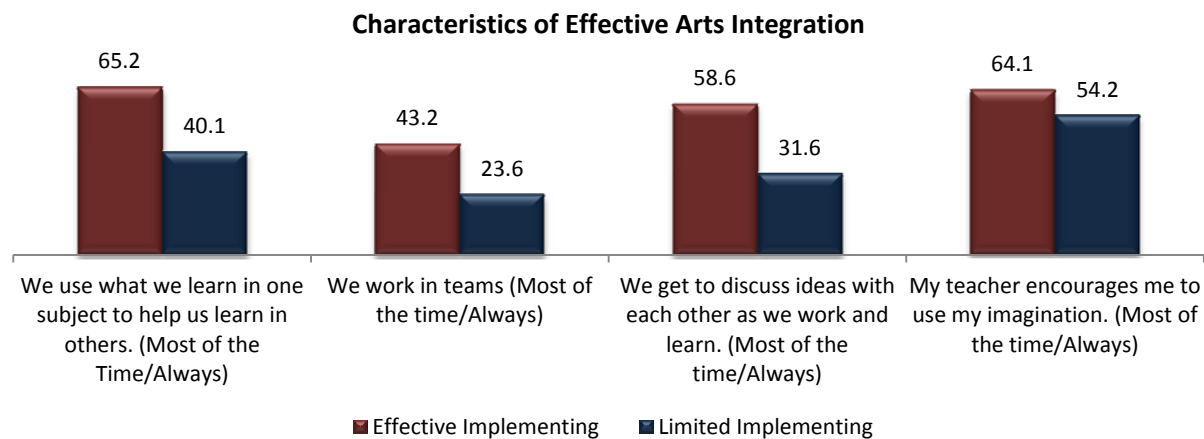 Characteristics of Effective Arts Integration
65.2
40.1
43.2
23.6
58.6
31.6
64.1
54.2
We use what we learn in one
subject to help us learn in
others. (Most of the
Time/Always)
We work in teams (Most of
the time/Always)
We get to discuss ideas with
each other as we work and
learn. (Most of the
time/Always)
My teacher encourages me to
use my imagination. (Most of
the time/Always)
Effective Implementing
Limited Implementing